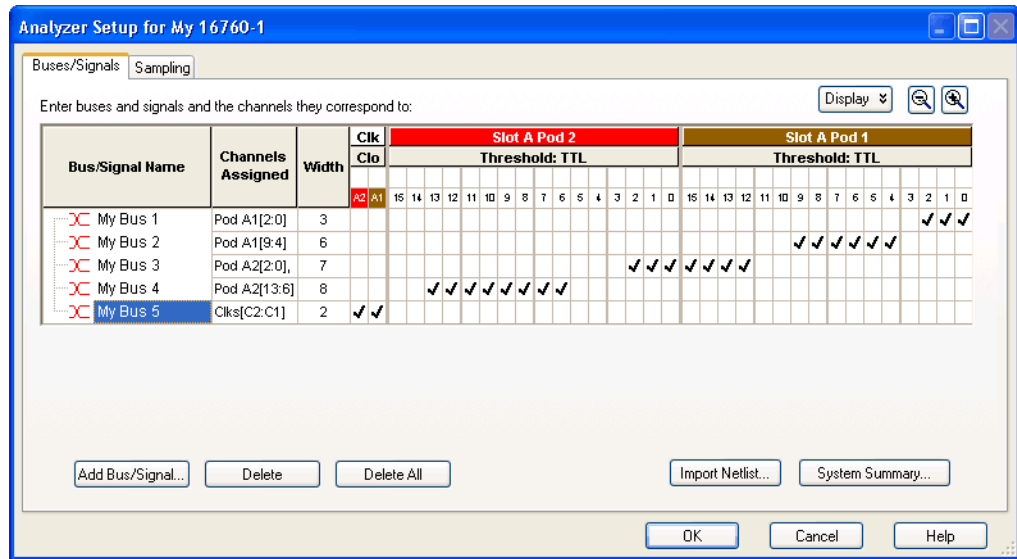 Analyzer Setup for My 16760-1
Buses/Signals Sampling
Enter buses and signals and the channels they correspond to:
Display
Bus/Signal Name Channels Assigned Width Clk Slot A Pod 2 Slot A Pod 1
Clo Threshold: TTL Threshold: TTL
A2 A1 15 14 13 12 11 10 9 8 7 6 5 4 3 2 1 0 15 14 13 12 11 10 9 8 7 6 5 4 3 2 1 0
My Bus 1 Pod A1[2:0] 3
My Bus 2 Pod A1[9:4] 6
My Bus 3 Pod A2[2:0], 7
My Bus 4 Pod A2[13:6] 8
My Bus 5 Clks[C2:C1] 2
Add Bus/Signal... Delete Delete All Import Netlist... System Summary...
OK Cancel Help